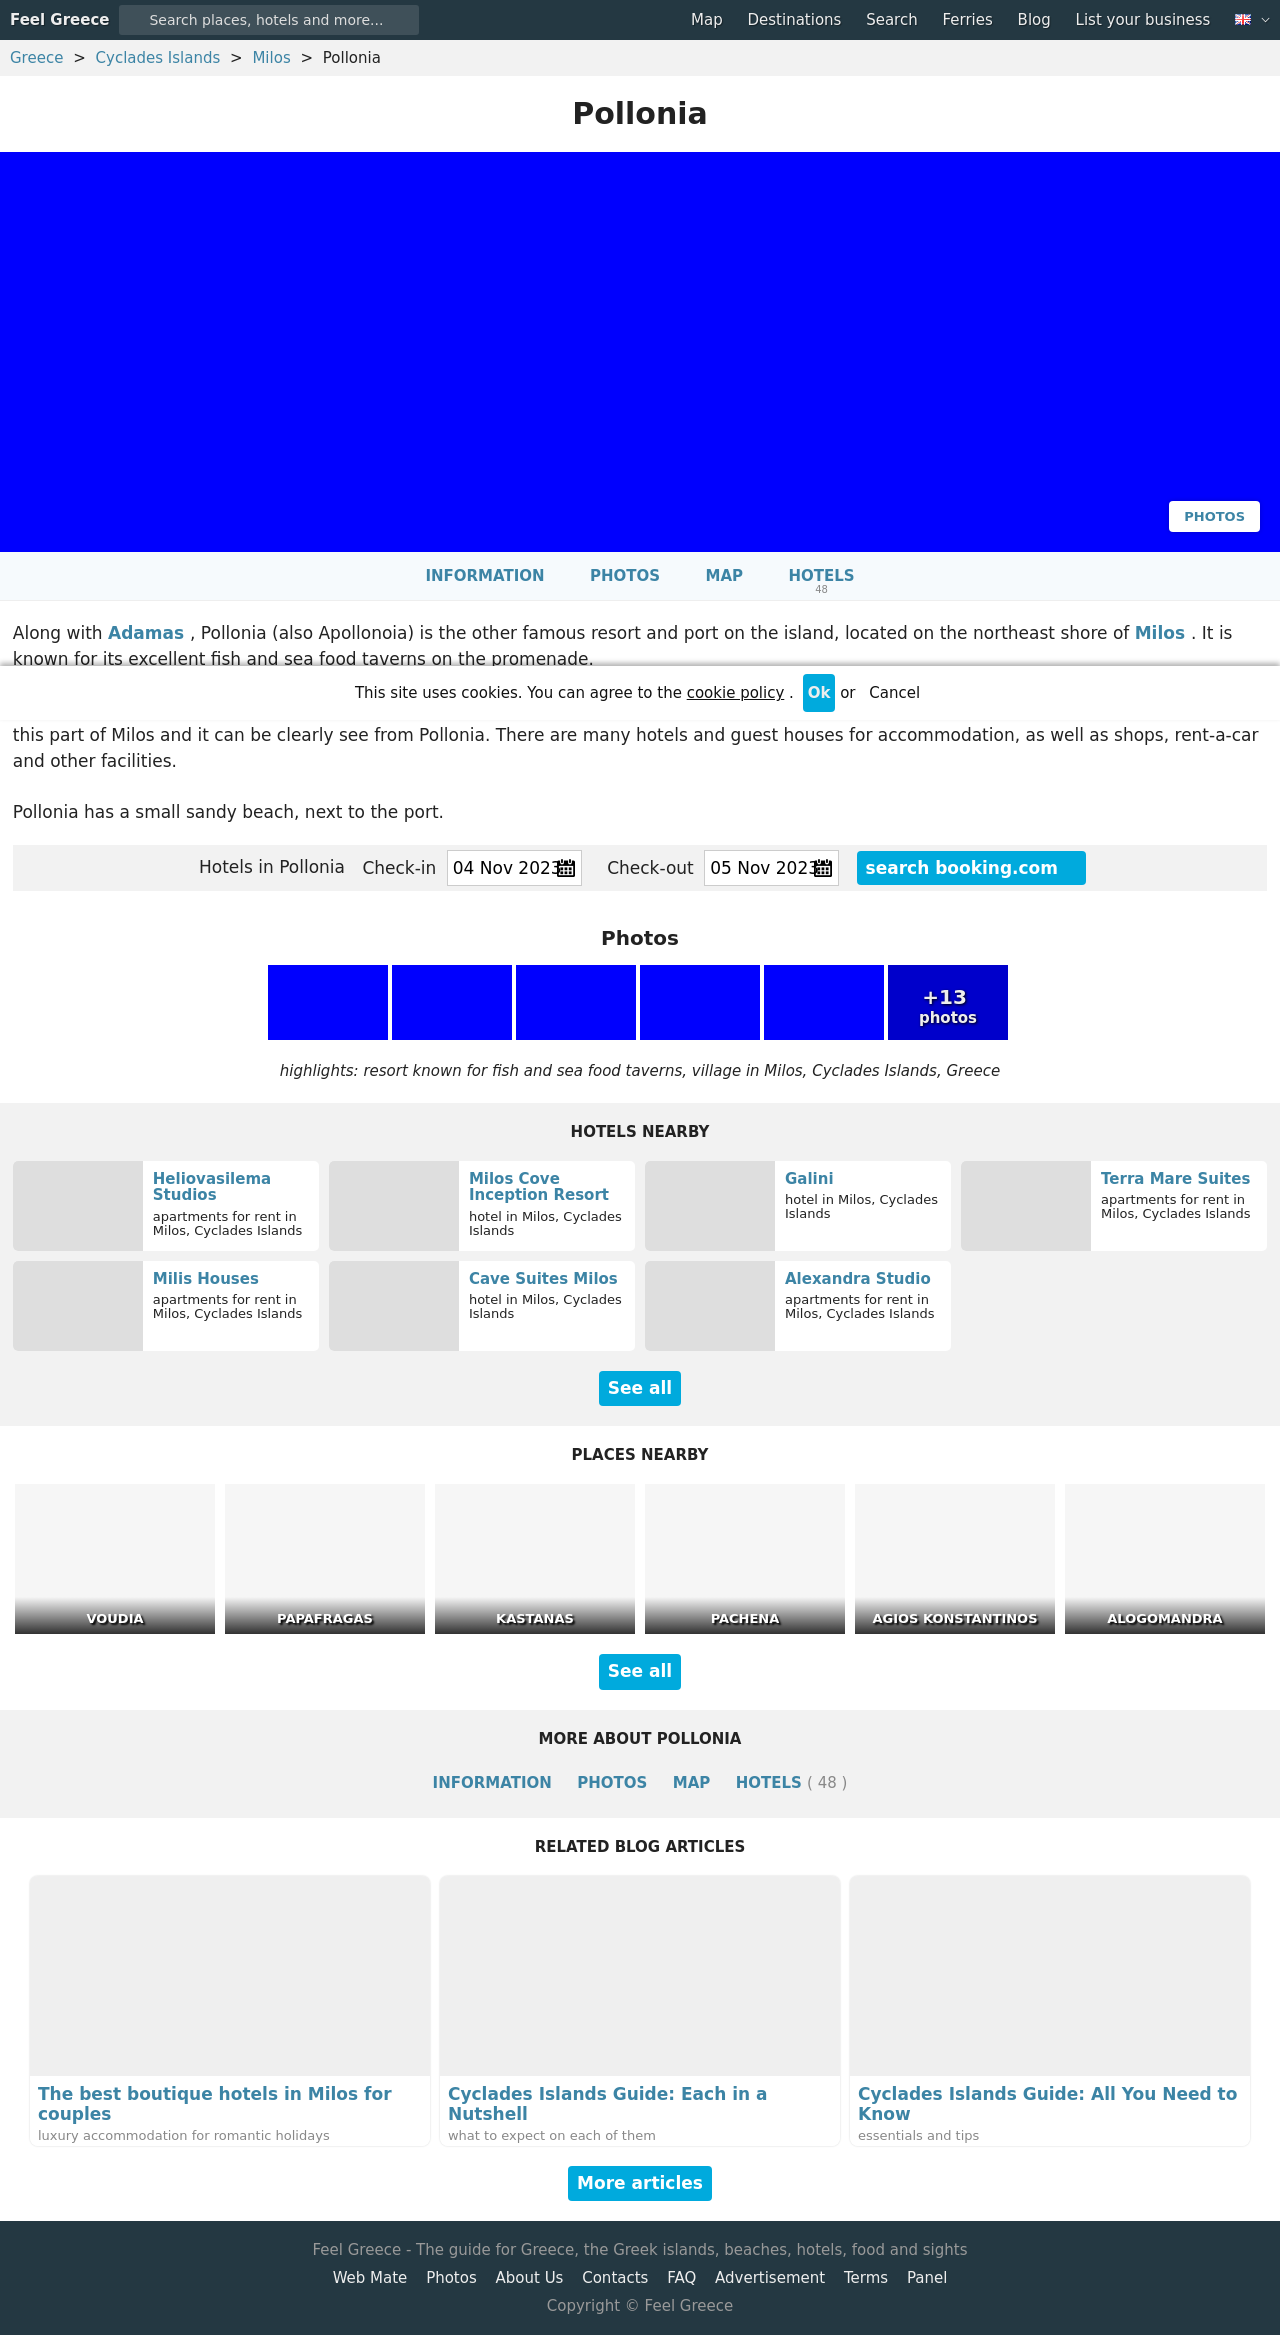 Feel Greece Search places, hotels and more... Map Destinations Search Ferries Blog List your business
Greece > Cyclades Islands > Milos > Pollonia
Pollonia
PHOTOS
INFORMATION PHOTOS MAP HOTELS
48
Along with Adamas , Pollonia (also Apollonoia) is the other famous resort and port on the island, located on the northeast shore of Milos . It is
known for its excellent fish and sea food taverns on the promenade.
This site uses cookies. You can agree to the cookie policy . Ok or Cancel
this part of Milos and it can be clearly see from Pollonia. There are many hotels and guest houses for accommodation, as well as shops, rent-a-car
and other facilities.
Pollonia has a small sandy beach, next to the port.
Hotels in Pollonia Check-in 04 Nov 2023 Check-out 05 Nov 2023 search booking.com
Photos
+13
photos
highlights: resort known for fish and sea food taverns, village in Milos, Cyclades Islands, Greece
HOTELS NEARBY
Heliovasilema
Studios
apartments for rent in
Milos, Cyclades Islands
Milos Cove
Inception Resort
hotel in Milos, Cyclades
Islands
Galini
hotel in Milos, Cyclades
Islands
Terra Mare Suites
apartments for rent in
Milos, Cyclades Islands
Milis Houses
apartments for rent in
Milos, Cyclades Islands
Cave Suites Milos
hotel in Milos, Cyclades
Islands
Alexandra Studio
apartments for rent in
Milos, Cyclades Islands
See all
PLACES NEARBY
VOUDIA PAPAFRAGAS KASTANAS PACHENA AGIOS KONSTANTINOS ALOGOMANDRA
See all
MORE ABOUT POLLONIA
INFORMATION PHOTOS MAP HOTELS ( 48 )
RELATED BLOG ARTICLES
The best boutique hotels in Milos for
couples
luxury accommodation for romantic holidays
Cyclades Islands Guide: Each in a
Nutshell
what to expect on each of them
Cyclades Islands Guide: All You Need to
Know
essentials and tips
More articles
Feel Greece - The guide for Greece, the Greek islands, beaches, hotels, food and sights
Web Mate Photos About Us Contacts FAQ Advertisement Terms Panel
Copyright © Feel Greece